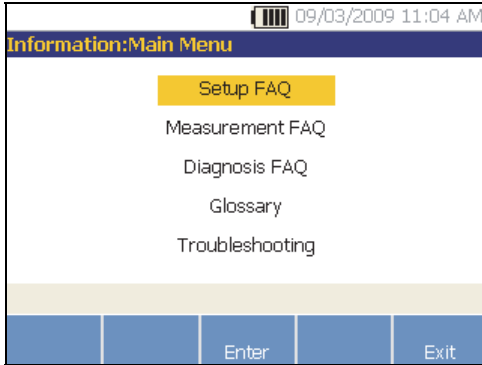 09/03/2009 11:04 AM
Information:Main Menu
Setup FAQ
Measurement FAQ
Diagnosis FAQ
Glossary
Troubleshooting
Enter Exit